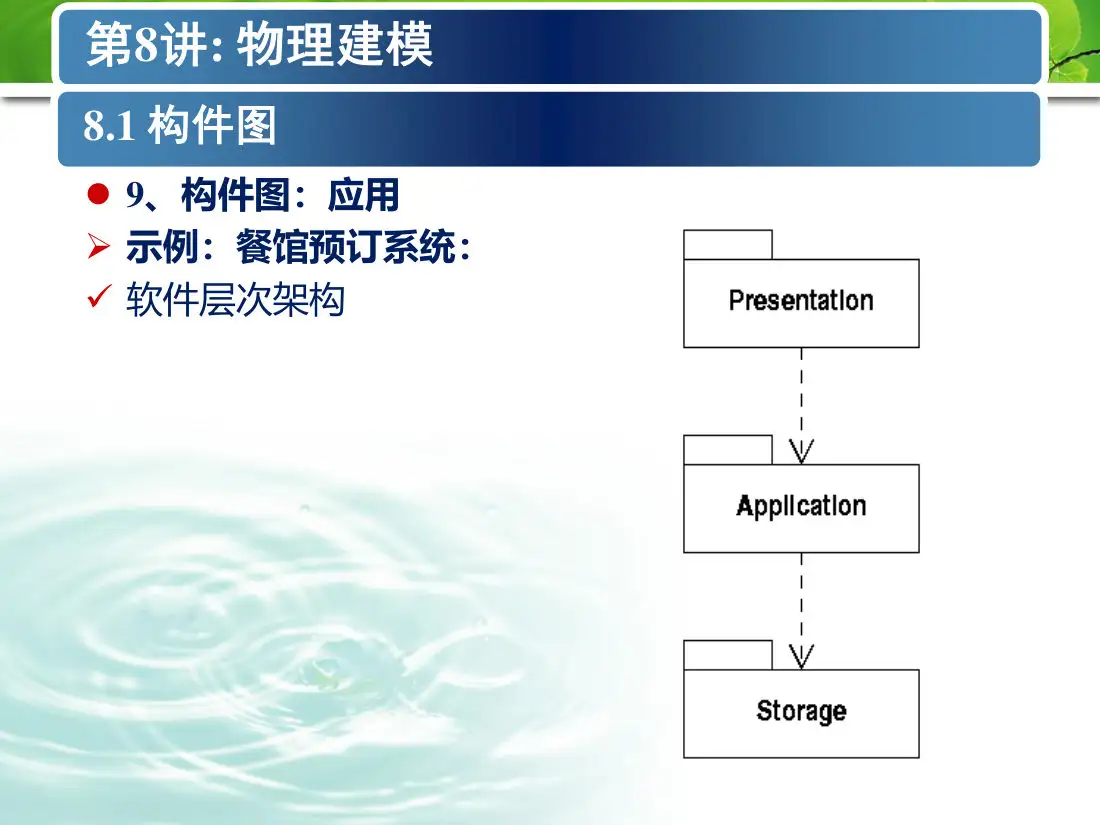 第8讲: 物理建模
8.1 构件图
9、构件图：应用
示例：餐馆预订系统：
软件层次架构
Presentation
Application
Storage